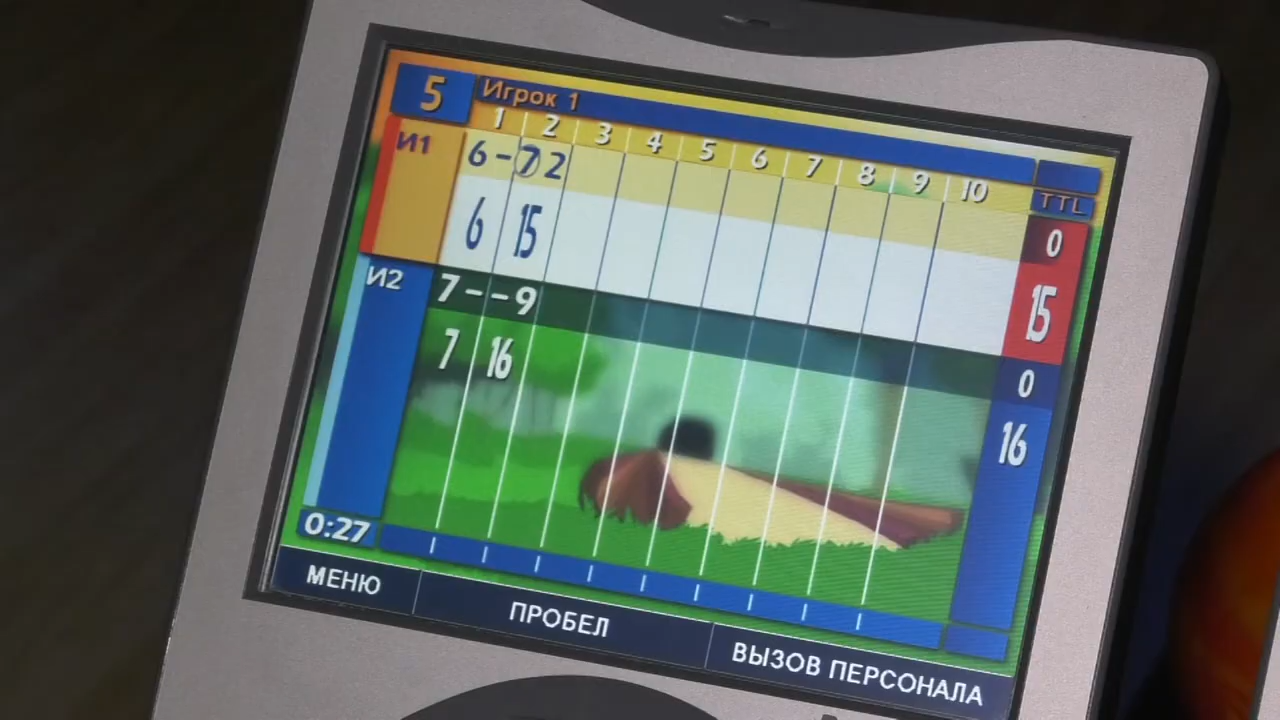 5 Игрок 1
1 2 3 4 5 6 7 8 9 10 TTL
И1 6 - 7 2 0
6 15 15
И2 7 - - 9 0
7 16 16
0:27
МЕНЮ ПРОБЕЛ ВЫЗОВ ПЕРСОНАЛА